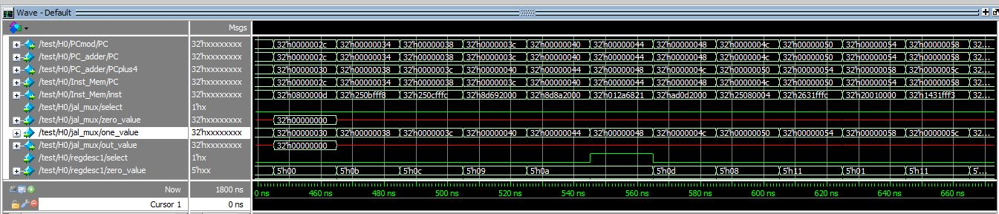 Wave - Default
Msgs
/test/H0/PCmod/PC 32'hxxxxxxxx 32'h0000002c 32'h00000034 32'h00000038 32'h0000003c 32'h00000040 32'h00000044 32'h00000048 32'h0000004c 32'h00000050 32'h00000054 32'h00000058 32'...
/test/H0/PC_adder/PC 32'hxxxxxxxx 32'h0000002c 32'h00000034 32'h00000038 32'h0000003c 32'h00000040 32'h00000044 32'h00000048 32'h0000004c 32'h00000050 32'h00000054 32'h00000058 32'...
/test/H0/PC_adder/PCplus4 32'hxxxxxxxx 32'h00000030 32'h00000038 32'h0000003c 32'h00000040 32'h00000044 32'h00000048 32'h0000004c 32'h00000050 32'h00000054 32'h00000058 32'h0000005c 32'...
/test/H0/Inst_Mem/PC 32'hxxxxxxxx 32'h0000002c 32'h00000034 32'h00000038 32'h0000003c 32'h00000040 32'h00000044 32'h00000048 32'h0000004c 32'h00000050 32'h00000054 32'h00000058 32'...
/test/H0/Inst_Mem/inst 32'hxxxxxxxx 32'h0800000d 32'h250bfff8 32'h250cfffc 32'h8d692000 32'h8d8a2000 32'h012a6821 32'had0d2000 32'h25080004 32'h2631fffc 32'h20010000 32'h1431fff3 32'...
/test/H0/jal_mux/select 1'hx
/test/H0/jal_mux/zero_value 32'hxxxxxxxx 32'h00000000
/test/H0/jal_mux/one_value 32'hxxxxxxxx 32'h00000030 32'h00000038 32'h0000003c 32'h00000040 32'h00000044 32'h00000048 32'h0000004c 32'h00000050 32'h00000054 32'h00000058 32'h0000005c 32'...
/test/H0/jal_mux/out_value 32'hxxxxxxxx 32'h00000000
/test/H0/regdesc1/select 1'hx
/test/H0/regdesc1/zero_value 5'hxx 5'h00 5'h0b 5'h0c 5'h09 5'h0a 5'h0d 5'h08 5'h11 5'h01 5'h11 5'...
Now 1800 ns 0 ns 460 ns 480 ns 500 ns 520 ns 540 ns 560 ns 580 ns 600 ns 620 ns 640 ns 660 ns
Cursor 1 0 ns